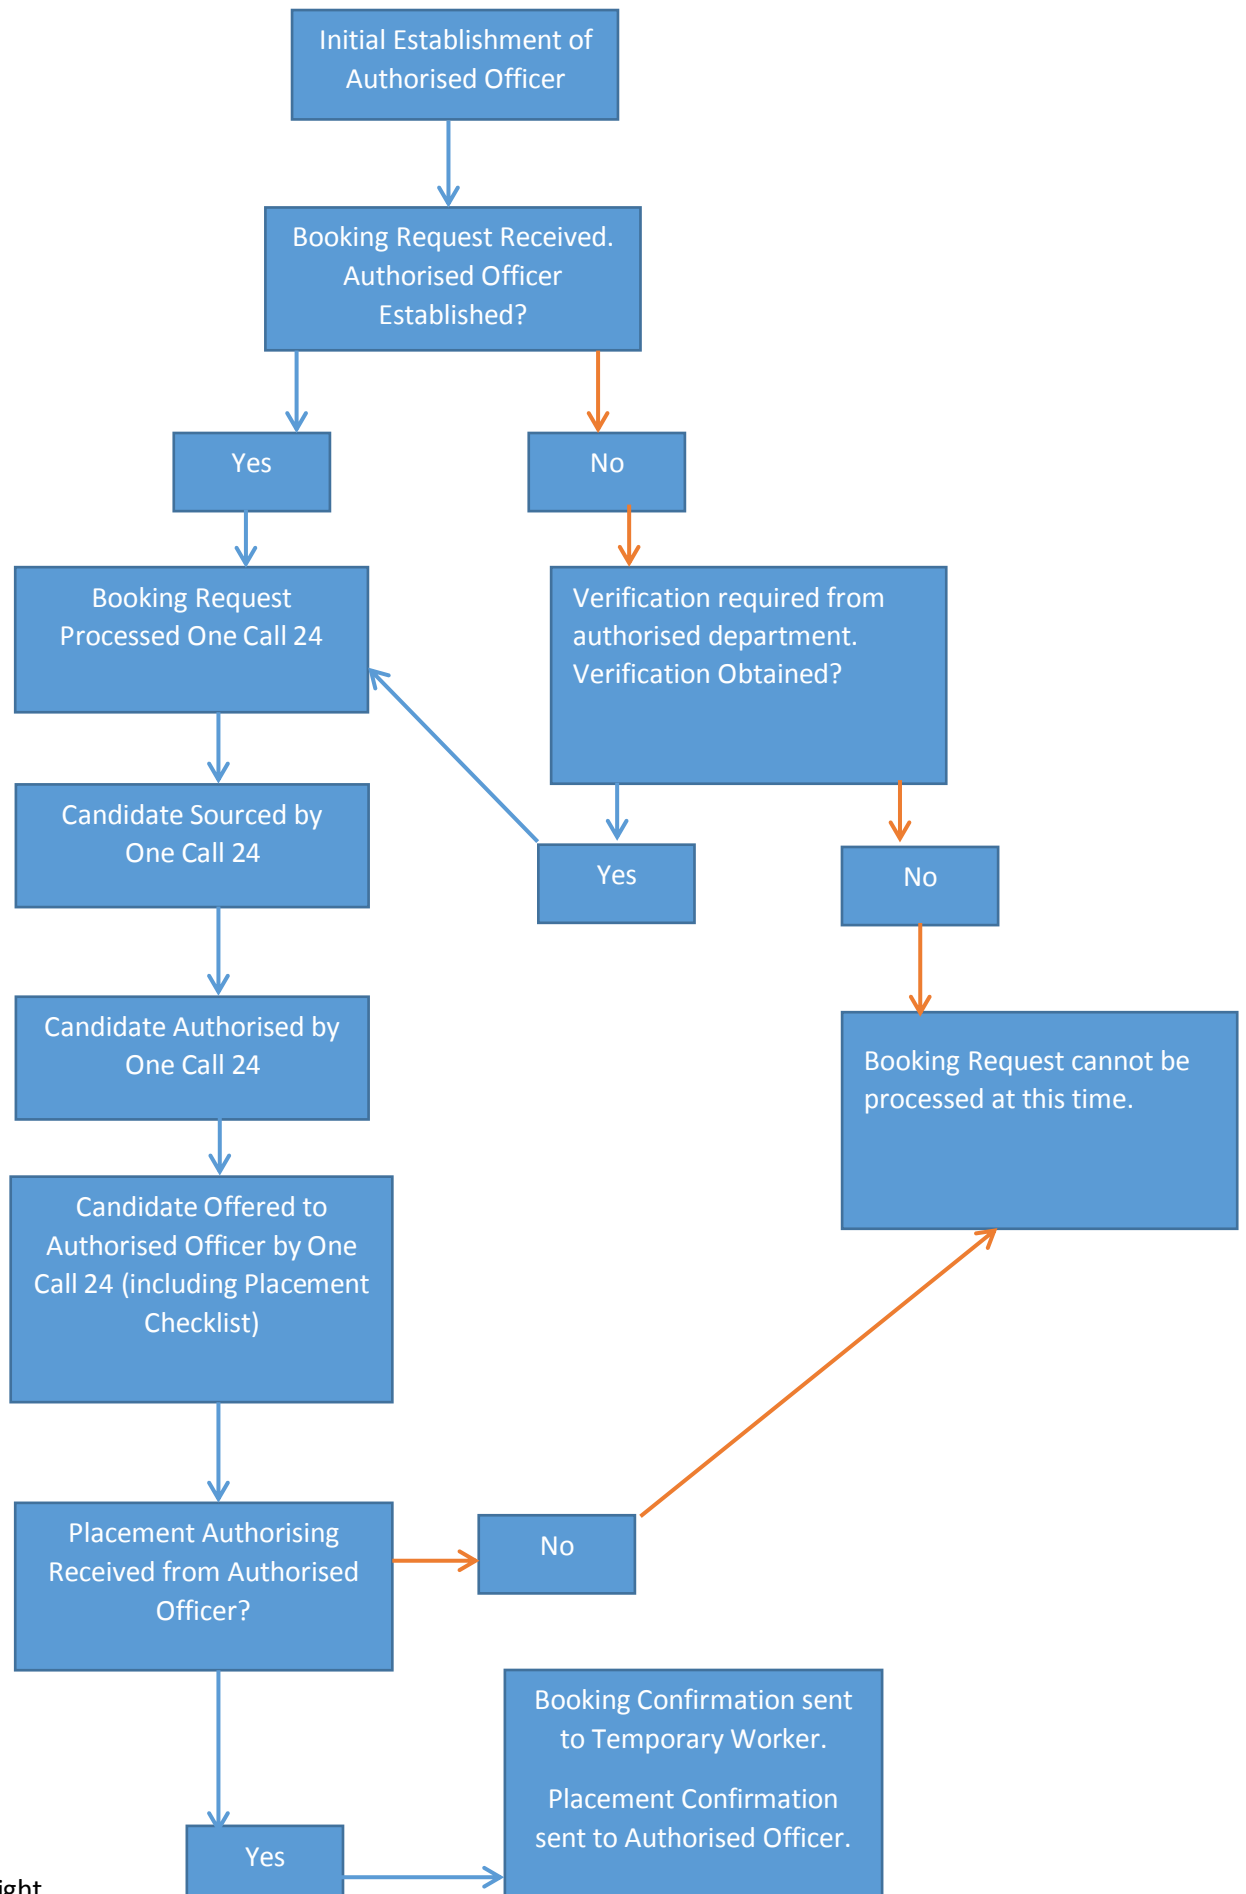 Initial Establishment of
Authorised Officer
Booking Request Received.
Authorised Officer
Established?
Yes
No
Booking Request
Processed One Call 24
Verification required from
authorised department.
Verification Obtained?
Candidate Sourced by
One Call 24
Yes
No
Candidate Authorised by
One Call 24
Booking Request cannot be
processed at this time.
Candidate Offered to
Authorised Officer by One
Call 24 (including Placement
Checklist)
Placement Authorising
Received from Authorised
Officer?
No
Booking Confirmation sent
to Temporary Worker.
Placement Confirmation
sent to Authorised Officer.
Yes
ight